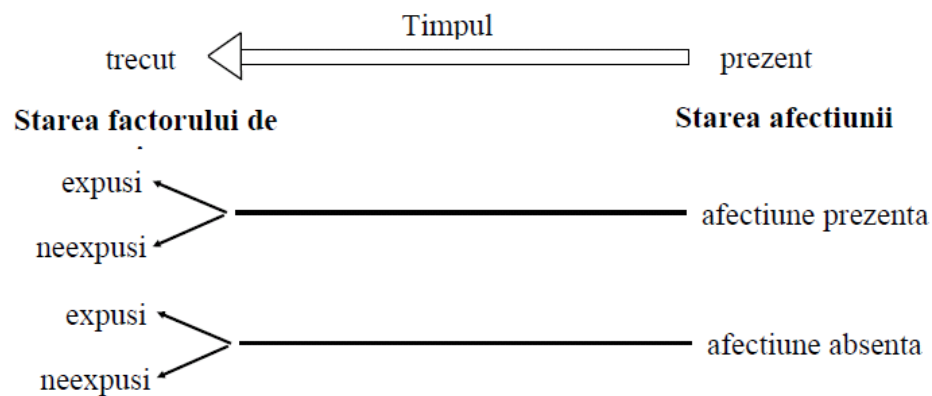 Timpul
trecut
prezent
Starea factorului de
Starea afectiunii
expusi
neexpusi
afectiune prezenta
expusi
neexpusi
afectiune absenta